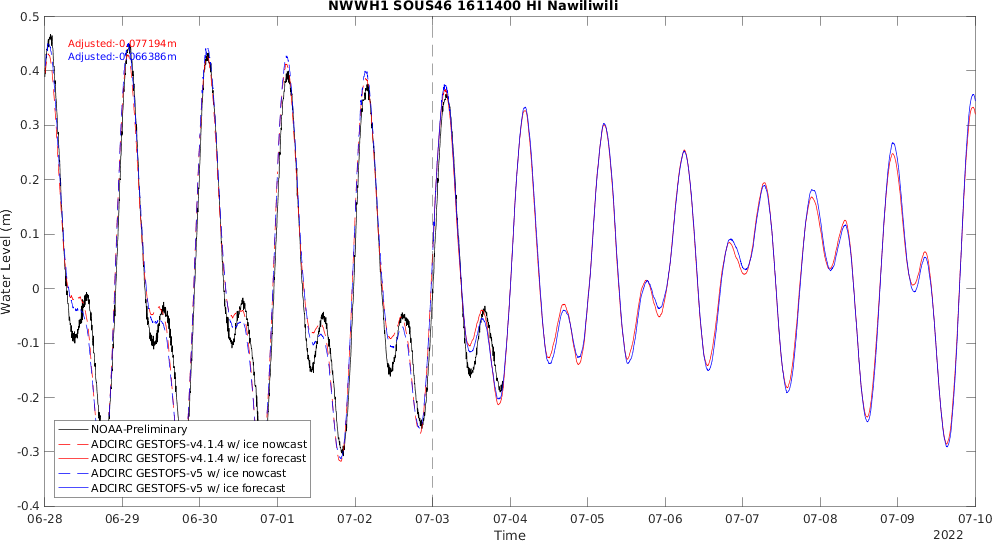 NWWH1 SOUS46 1611400 HI Nawiliwili
0.5
Adjusted:-0.077194m
Adjusted:-0.066386m
0.4
0.3
0.2
0.1
0
-0.1
-0.2
-0.3
-0.4
Water Level (m)
NOAA-Preliminary
ADCIRC GESTOFS-v4.1.4 w/ ice nowcast
ADCIRC GESTOFS-v4.1.4 w/ ice forecast
ADCIRC GESTOFS-v5 w/ ice nowcast
ADCIRC GESTOFS-v5 w/ ice forecast
06-28 06-29 06-30 07-01 07-02 07-03 07-04 07-05 07-06 07-07 07-08 07-09 07-10
Time
2022